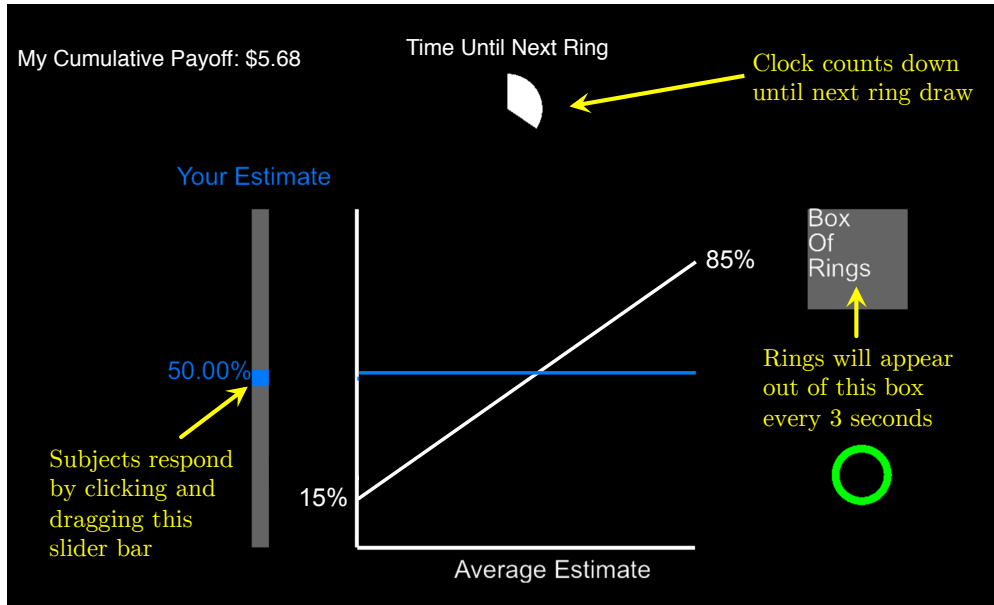 My Cumulative Payoff: $5.68
Time Until Next Ring
Clock counts down
until next ring draw
Your Estimate
Box
Of
Rings
85%
50.00%
Rings will appear
out of this box
every 3 seconds
Subjects respond
by clicking and
dragging this
slider bar
15%
Average Estimate